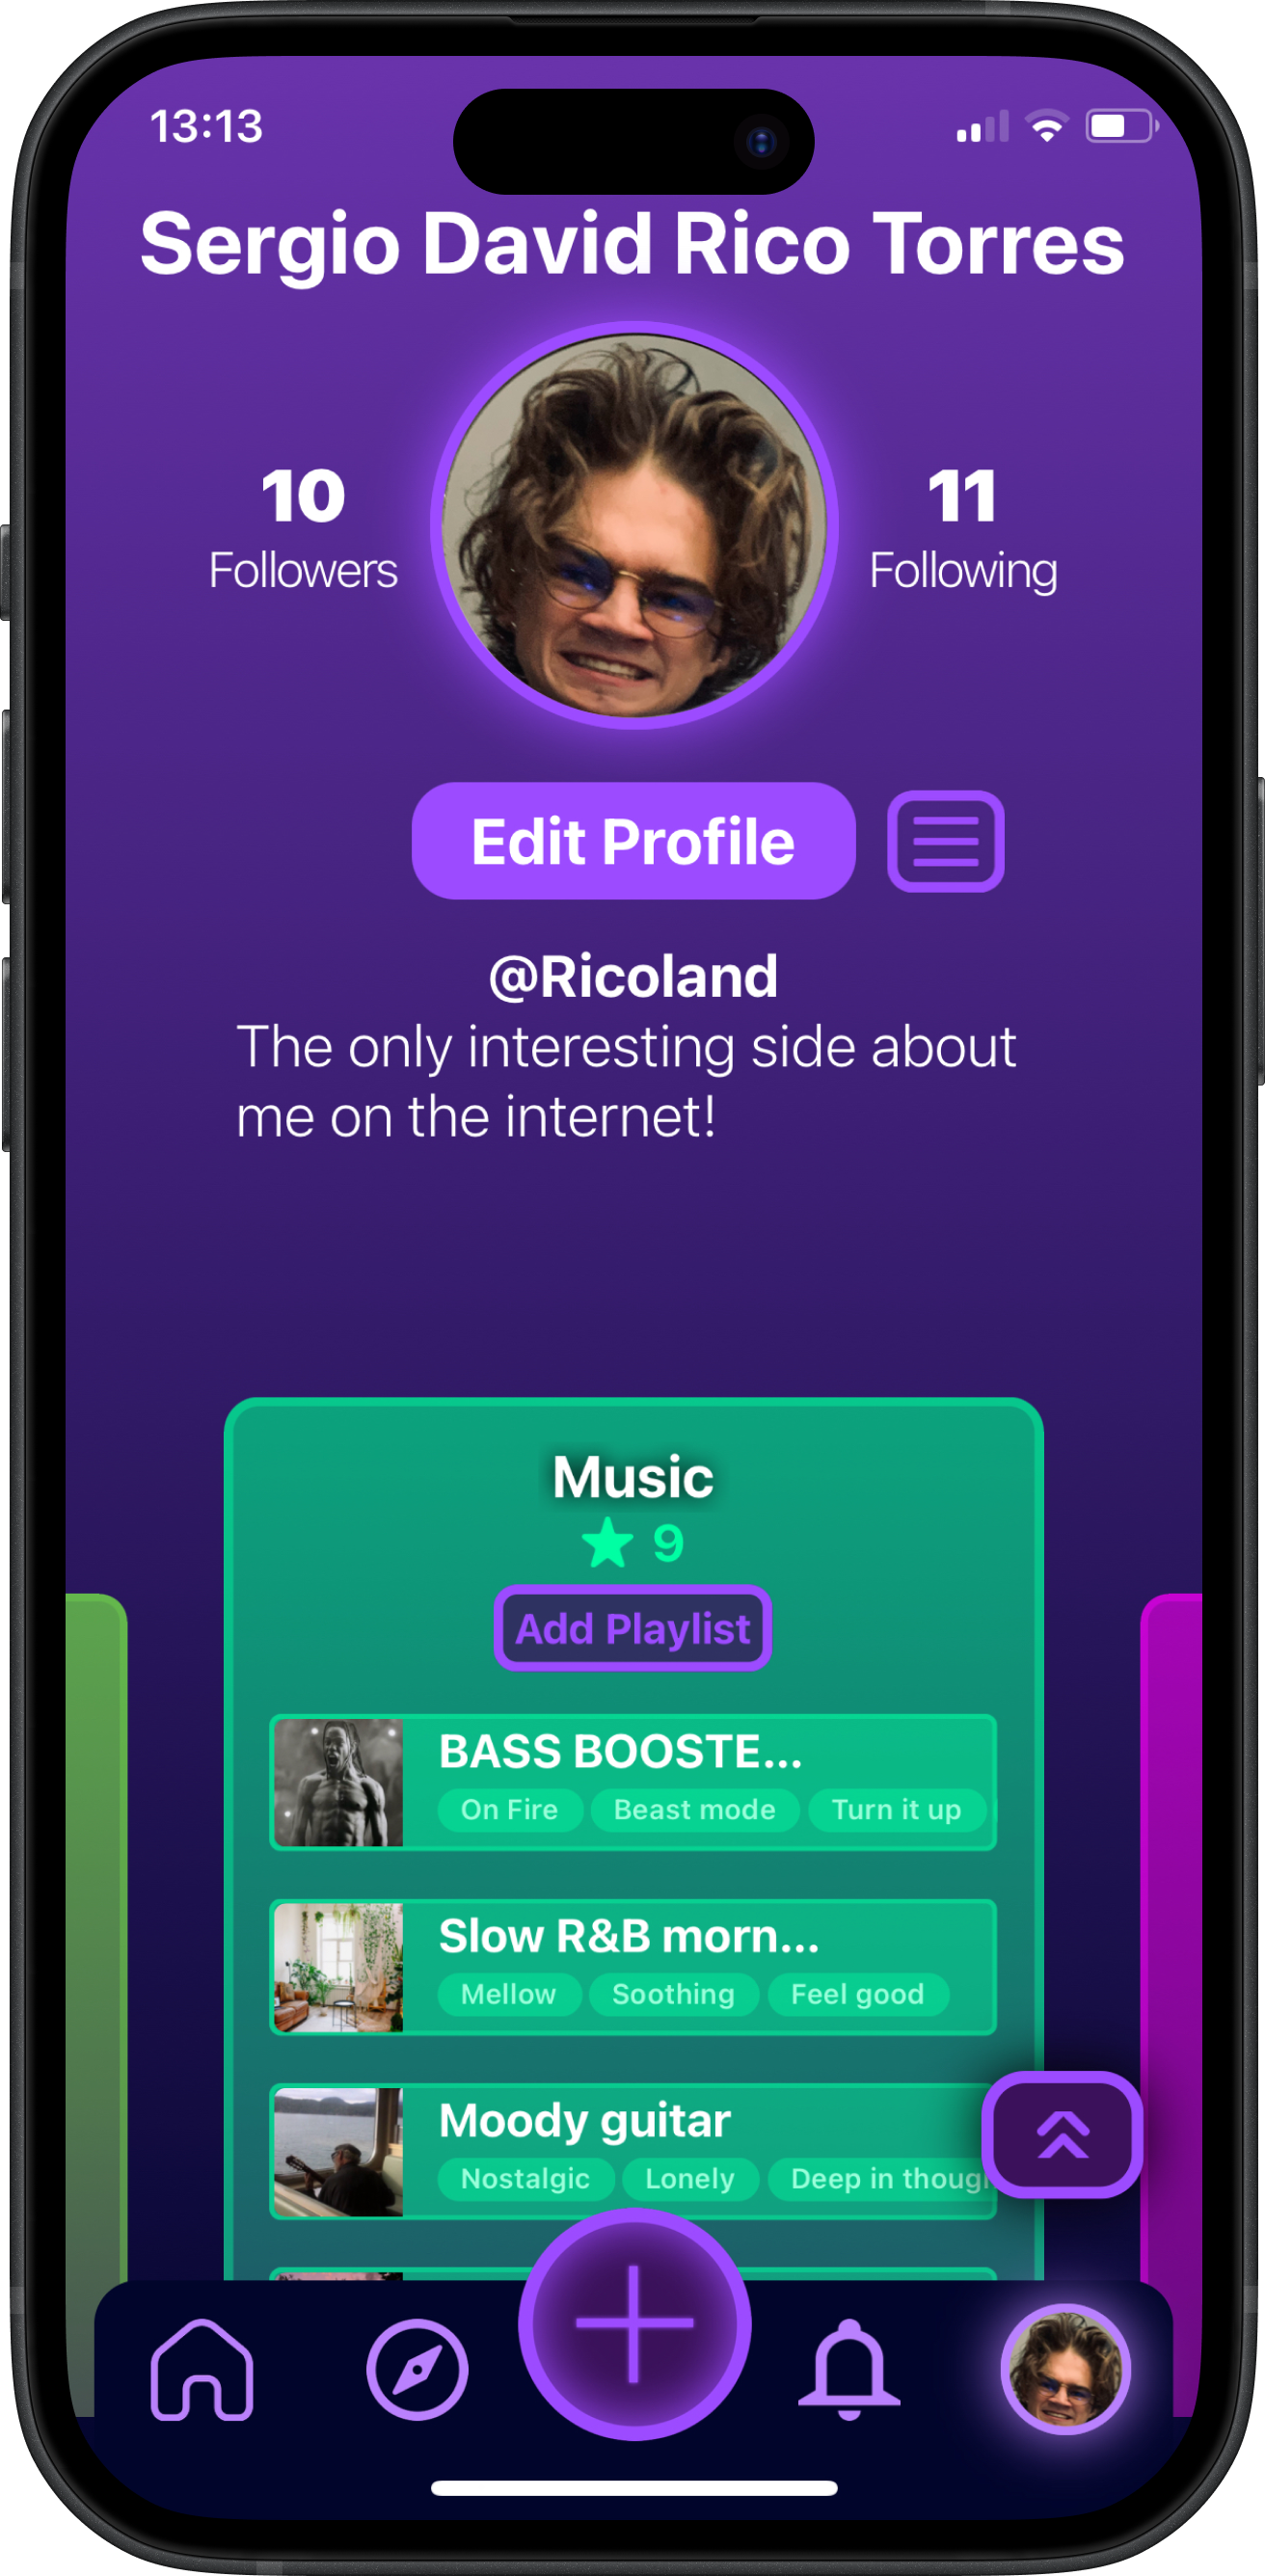 13:13
Sergio David Rico Torres
10
Followers
11
Following
Edit Profile
@Ricoland
The only interesting side about
me on the internet!
Music
9
Add Playlist
BASS BOOSTE...
On Fire
Beast mode
Turn it up
Slow R&B morn...
Mellow
Soothing
Feel good
Moody guitar
Nostalgic
Lonely
Deep in though